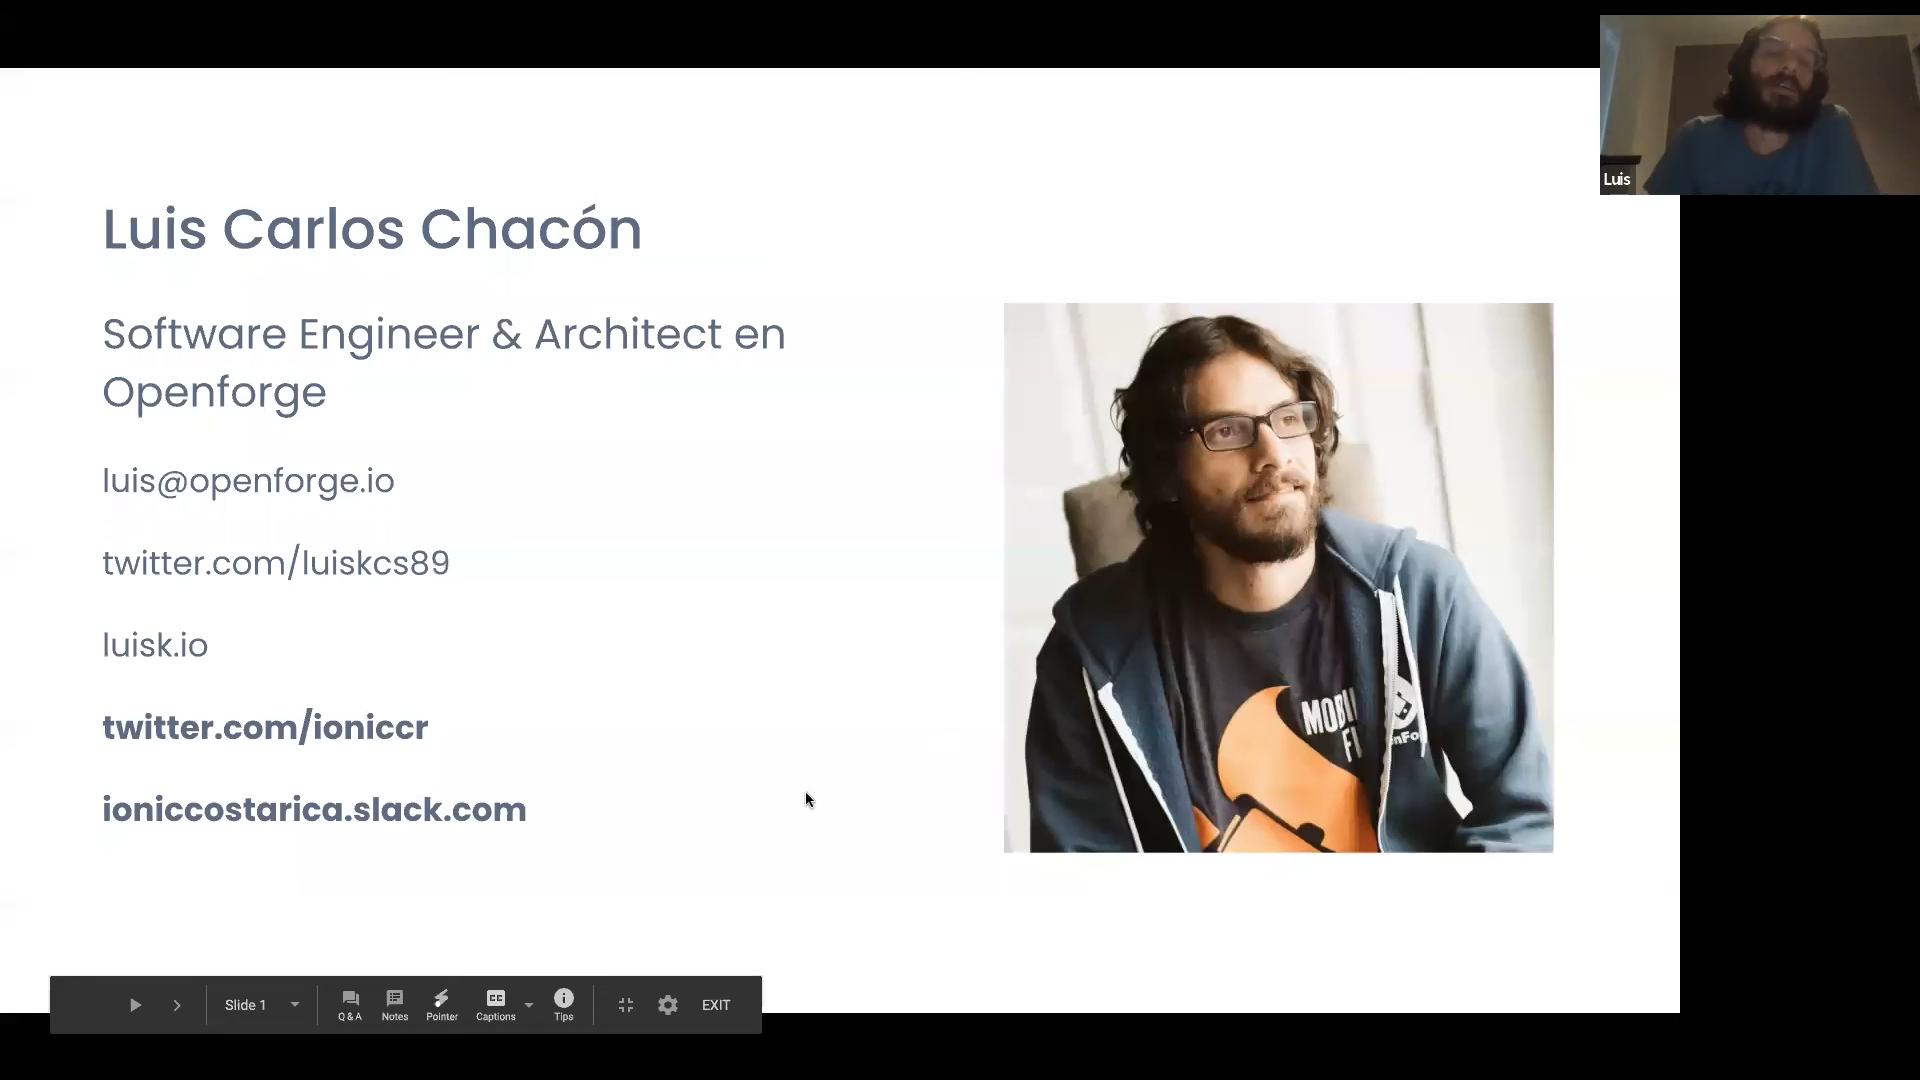 Luis
Luis Carlos Chacón
Software Engineer & Architect en
Openforge
luis@openforge.io
twitter.com/luiskcs89
luisk.io
twitter.com/ioniccr
ioniccostarica.slack.com
Slide 1
Q & A
Notes
Pointer
CC
Captions
Tips
EXIT